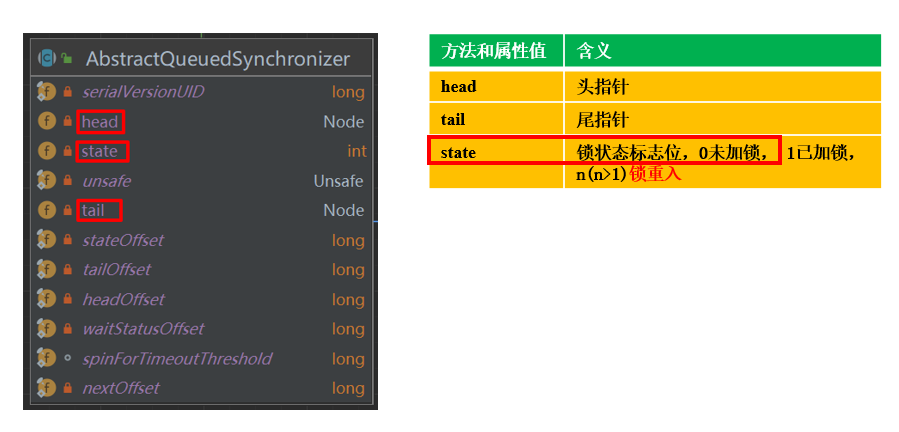 AbstractQueuedSynchronizer
serialVersionUID long
head Node
state int
unsafe Unsafe
tail Node
stateOffset long
tailOffset long
headOffset long
waitStatusOffset long
spinForTimeoutThreshold long
nextOffset long
方法和属性值 含义
head 头指针
tail 尾指针
state 锁状态标志位，0未加锁， 1已加锁，
n(n>1)锁重入